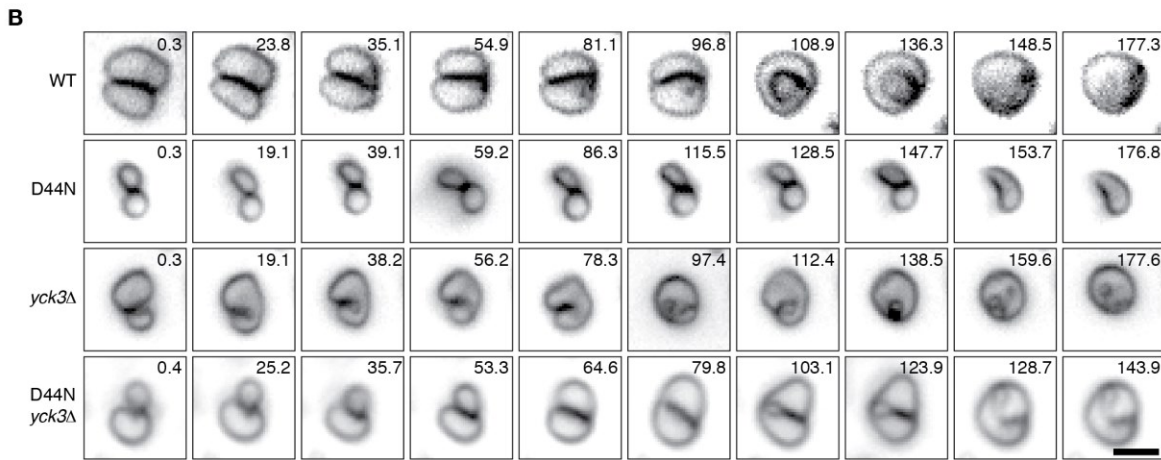 B
WT 0.3 23.8 35.1 54.9 81.1 96.8 108.9 136.3 148.5 177.3
D44N 0.3 19.1 39.1 59.2 86.3 115.5 128.5 147.7 153.7 176.8
yck3Δ 0.3 19.1 38.2 56.2 78.3 97.4 112.4 138.5 159.6 177.6
D44N
yck3Δ 0.4 25.2 35.7 53.3 64.6 79.8 103.1 123.9 128.7 143.9